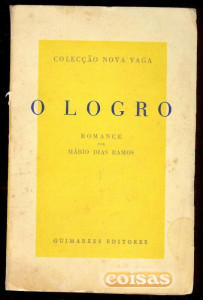 COLECÇÃO NOVA VAGA
O LOGRO
ROMANCE
POR
MÁRIO DIAS RAMOS
GUIMARÃES EDITORES
coisas